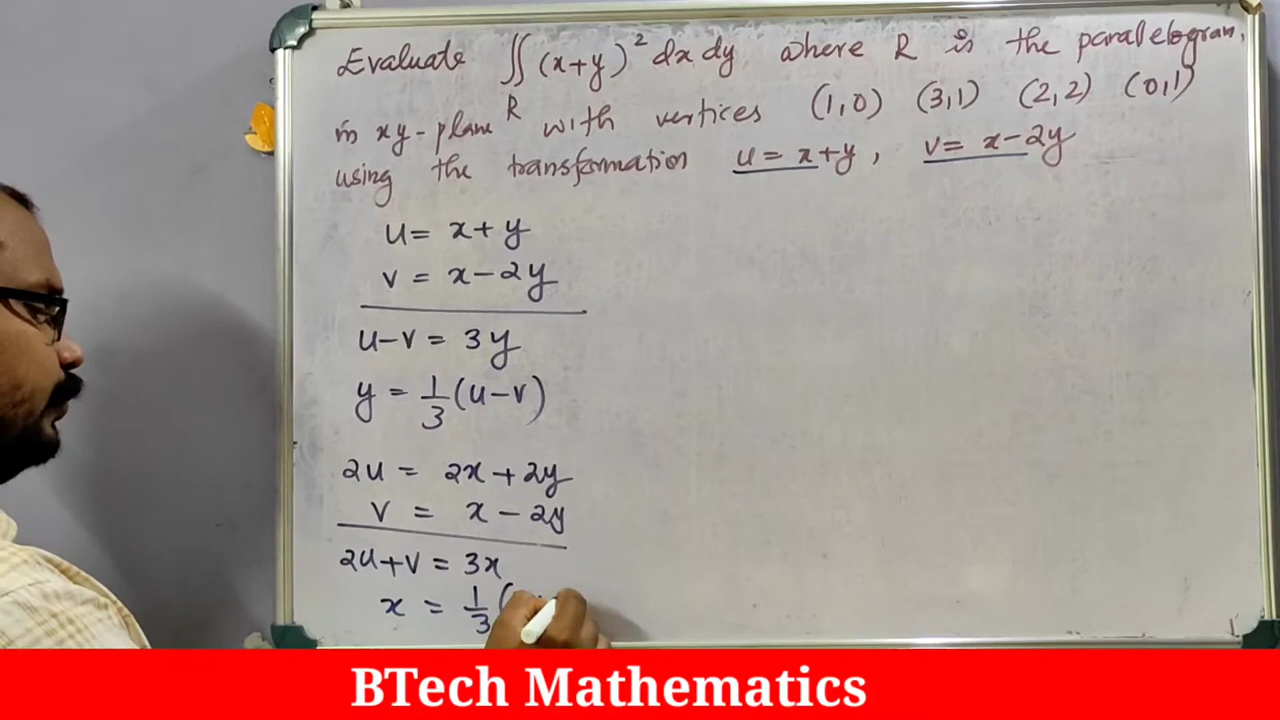 Evaluate ∬_R (x+y)² dx dy where R is the paralelogram,
in xy-plane with vertices (1,0) (3,1) (2,2) (0,1)
using the transformation u = x+y, v = x-2y
u = x+y
v = x-2y
u-v = 3y
y = 1/3 (u-v)
2u = 2x+2y
v = x-2y
2u+v = 3x
x = 1/3 (
BTech Mathematics